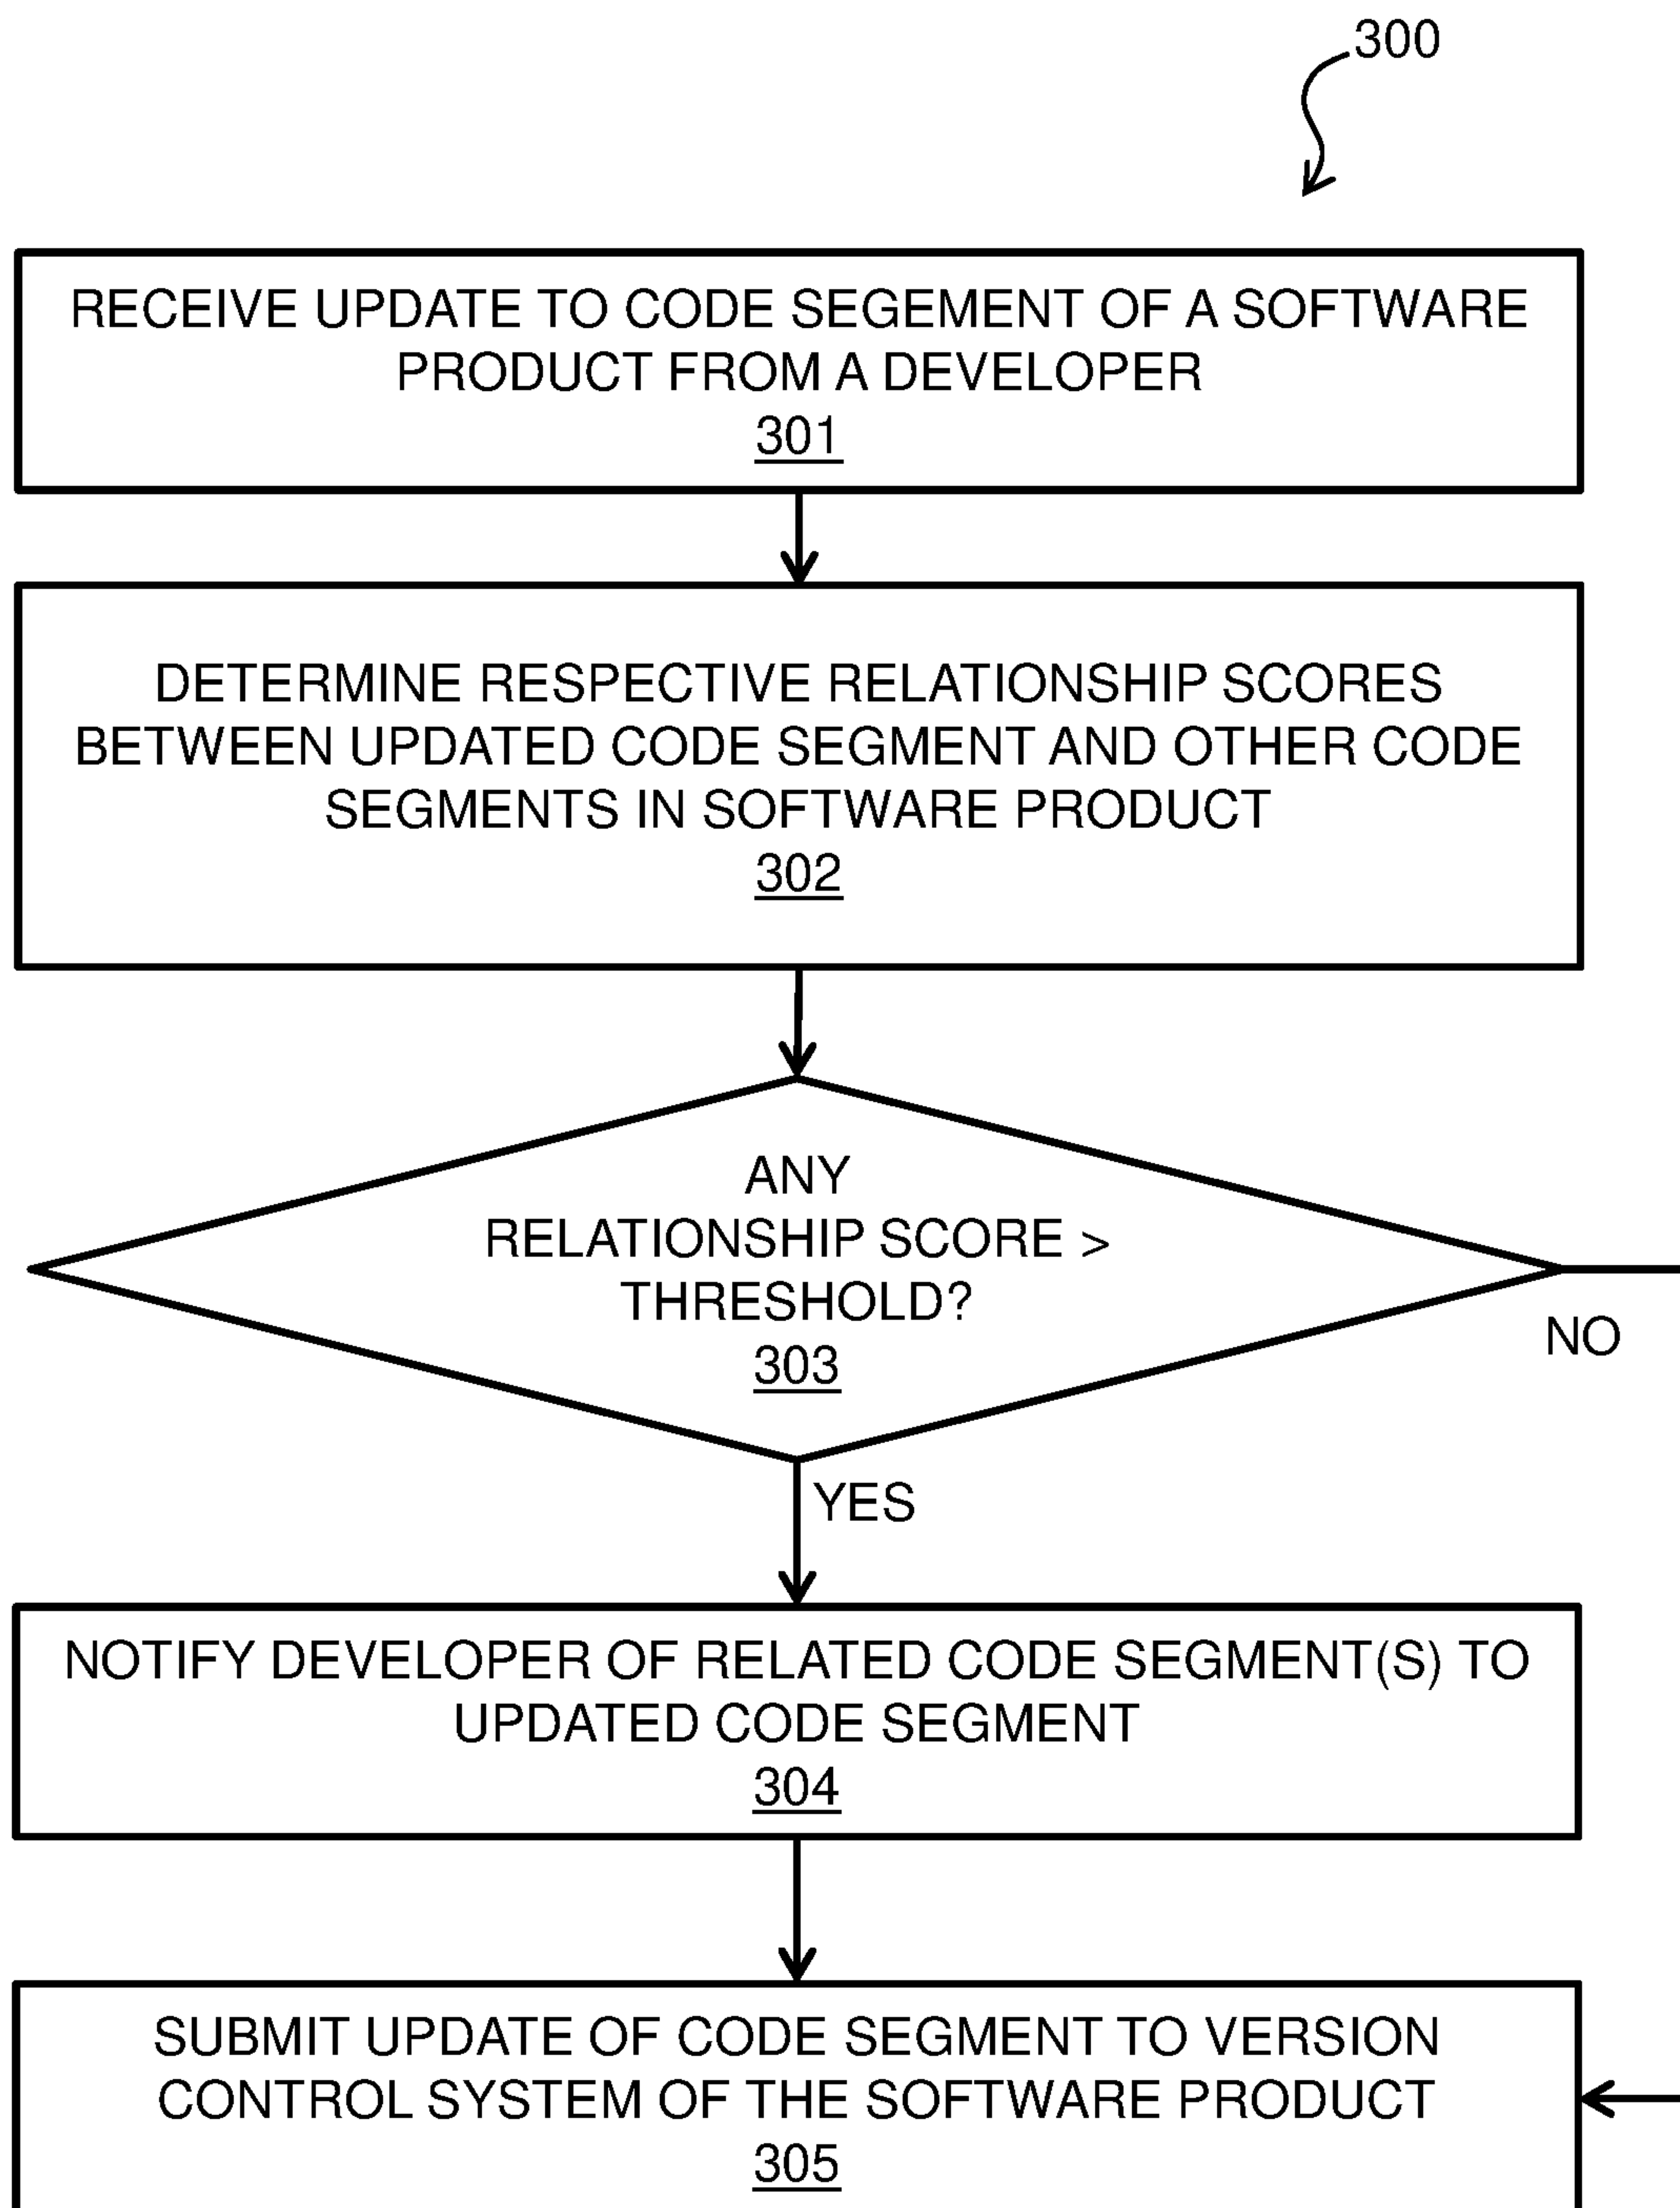 300
RECEIVE UPDATE TO CODE SEGEMENT OF A SOFTWARE
PRODUCT FROM A DEVELOPER
301
DETERMINE RESPECTIVE RELATIONSHIP SCORES
BETWEEN UPDATED CODE SEGMENT AND OTHER CODE
SEGMENTS IN SOFTWARE PRODUCT
302
ANY
RELATIONSHIP SCORE >
THRESHOLD?
303
NO
YES
NOTIFY DEVELOPER OF RELATED CODE SEGMENT(S) TO
UPDATED CODE SEGMENT
304
SUBMIT UPDATE OF CODE SEGMENT TO VERSION
CONTROL SYSTEM OF THE SOFTWARE PRODUCT
305